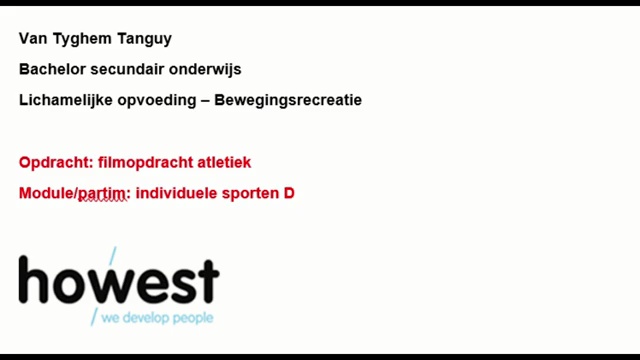 Van Tyghem Tanguy
Bachelor secundair onderwijs
Lichamelijke opvoeding – Bewegingsrecreatie
Opdracht: filmopdracht atletiek
Module/partim: individuele sporten D
howest
/ we develop people